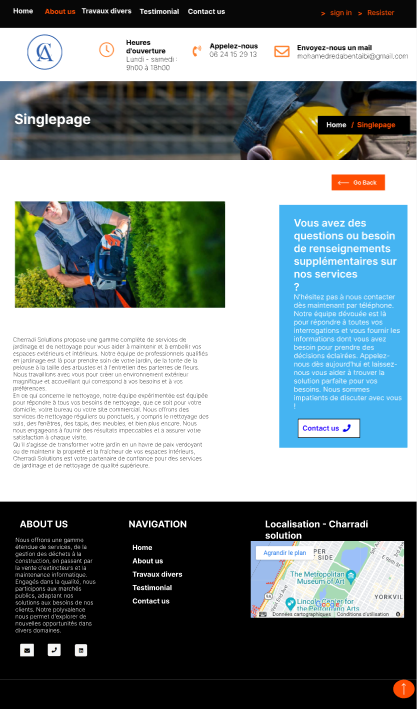 Home About us Travaux divers Testimonial Contact us > sign in > Register
CA
Heures
d'ouverture
Lundi - samedi :
9h00 à 18h00
Appelez-nous
06 24 15 29 13
Envoyez-nous un mail
mohamedredabentaibi@gmail.com
Singlepage
Home / Singlepage
Go Back
Vous avez des
questions ou besoin
de renseignements
supplémentaires sur
nos services
?
N'hésitez pas à nous contacter
dès maintenant par téléphone.
Notre équipe dévouée est là
pour répondre à toutes vos
interrogations et vous fournir les
informations dont vous avez
besoin pour prendre des
décisions éclairées. Appelez-
nous dès aujourd'hui et laissez-
nous vous aider à trouver la
solution parfaite pour vos
besoins. Nous sommes
impatients de discuter avec vous
!
Contact us
Cherradi Solutions propose une gamme complète de services de
jardinage et de nettoyage pour vous aider à maintenir et à embellir vos
espaces extérieurs et intérieurs. Notre équipe de professionnels qualifiés
en jardinage est là pour prendre soin de votre jardin, de la tonte de la
pelouse à la taille des arbustes et à l'entretien des parterres de fleurs.
Nous travaillons avec vous pour créer un environnement extérieur
magnifique et accueillant qui correspond à vos besoins et à vos
préférences.
En ce qui concerne le nettoyage, notre équipe expérimentée est équipée
pour répondre à tous vos besoins de nettoyage, que ce soit pour votre
domicile, votre bureau ou votre site commercial. Nous offrons des
services de nettoyage réguliers ou ponctuels, y compris le nettoyage des
sols, des fenêtres, des tapis, des meubles, et bien plus encore. Nous
nous engageons à fournir des résultats impeccables et à assurer votre
satisfaction à chaque visite.
Qu'il s'agisse de transformer votre jardin en un havre de paix verdoyant
ou de maintenir la propreté et la fraîcheur de vos espaces intérieurs,
Cherradi Solutions est votre partenaire de confiance pour des services
de jardinage et de nettoyage de qualité supérieure.
ABOUT US
Nous offrons une gamme
étendue de services, de la
gestion des déchets à la
construction, en passant par
la vente d'extincteurs et la
maintenance informatique.
Engagés dans la qualité, nous
participons aux marchés
publics, adaptant nos
solutions aux besoins de nos
clients. Notre polyvalence
nous permet d'explorer de
nouvelles opportunités dans
divers domaines.
NAVIGATION
Home
About us
Travaux divers
Testimonial
Contact us
Localisation - Charradi
solution
Agrandir le plan
PER
T SIDE
The Metropolitan
Museum of Art
YORKVIL
Lincoln Center for
the Performing Arts
Données cartographiques Conditions d'utilisation